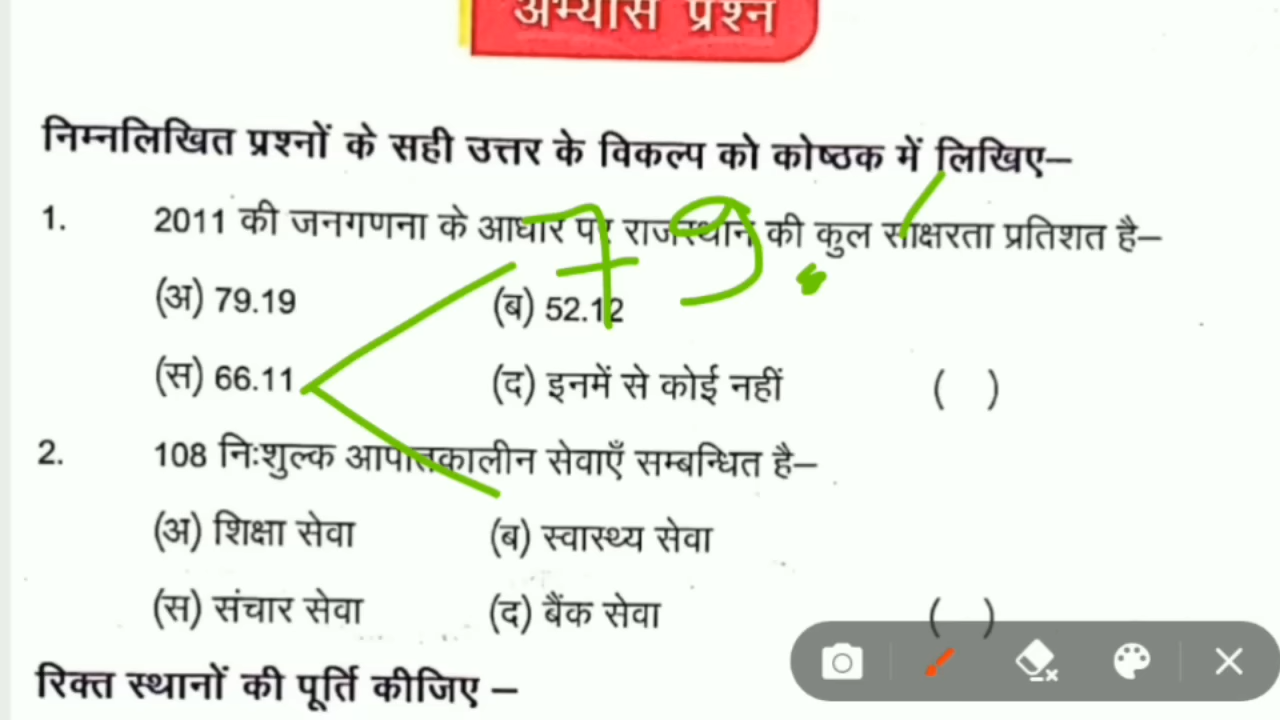 अभ्यास प्रश्न
निम्नलिखित प्रश्नों के सही उत्तर के विकल्प को कोष्ठक में लिखिए–
1. 2011 की जनगणना के आधार पर राजस्थान की कुल साक्षरता प्रतिशत है–
79.
(अ) 79.19 (ब) 52.12
(स) 66.11 (द) इनमें से कोई नहीं ( )
2. 108 निःशुल्क आपातकालीन सेवाएँ सम्बन्धित है–
(अ) शिक्षा सेवा (ब) स्वास्थ्य सेवा
(स) संचार सेवा (द) बैंक सेवा ( )
रिक्त स्थानों की पूर्ति कीजिए –